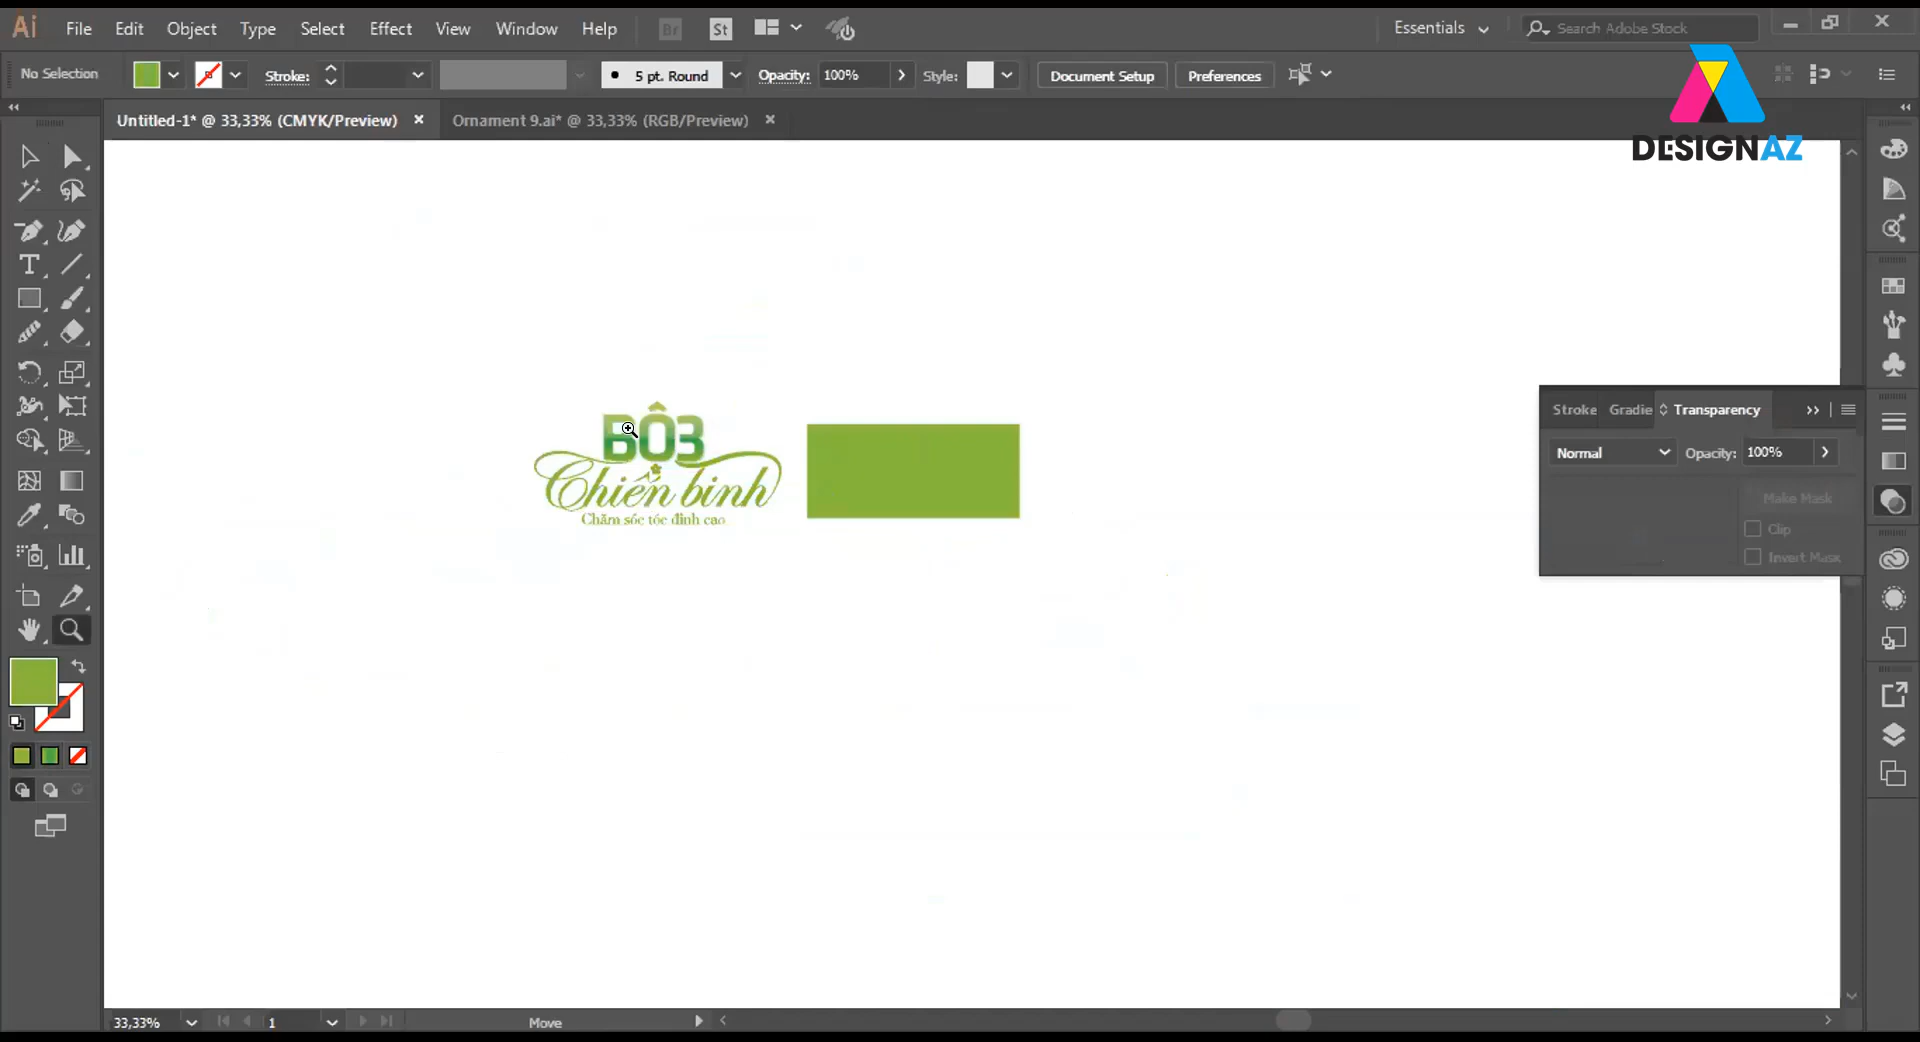 Ai File Edit Object Type Select Effect View Window Help Br St Essentials Search Adobe Stock
No Selection Stroke: 5 pt. Round Opacity: 100% Style: Document Setup Preferences
DESIGNAZ
Untitled-1* @ 33,33% (CMYK/Preview) Ornament 9.ai* @ 33,33% (RGB/Preview)
BÔ3
Chiến binh
Chăm sóc tóc đỉnh cao
Stroke Gradie Transparency
Normal Opacity: 100%
Make Mask
Clip
Invert Mask
33,33% 1 Move